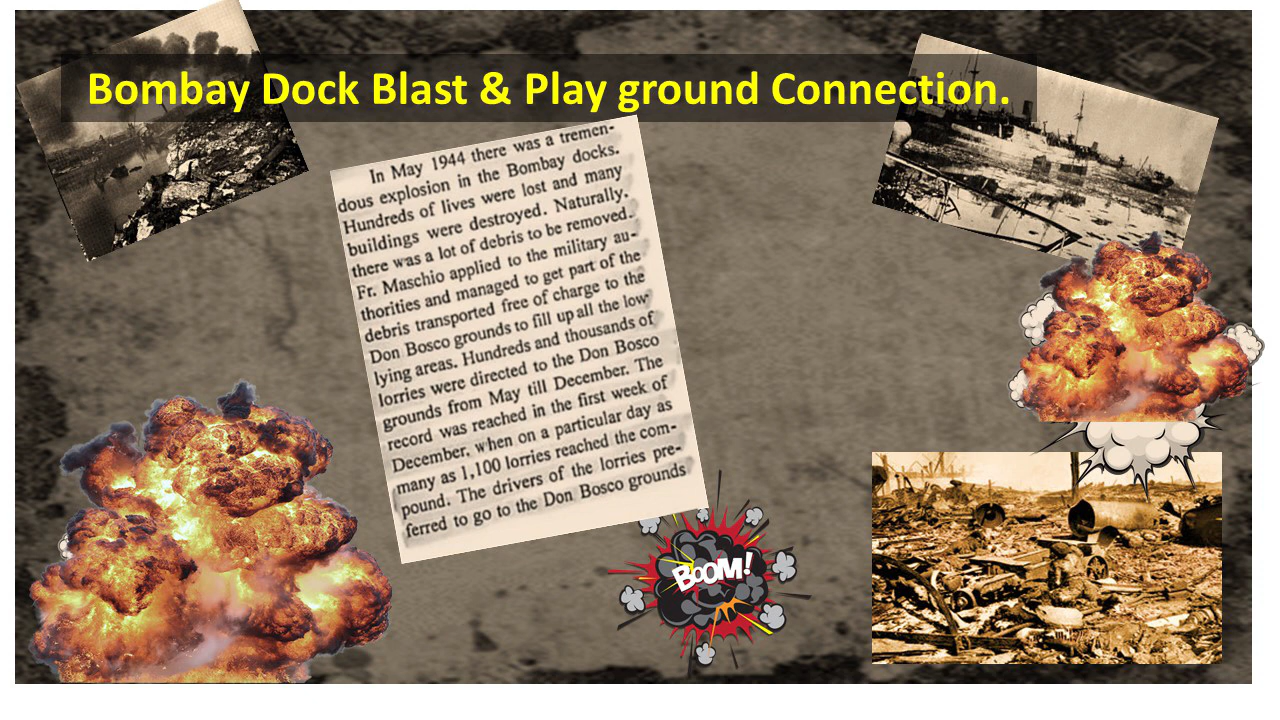 Bombay Dock Blast & Play ground Connection.
In May 1944 there was a tremen-
dous explosion in the Bombay docks.
Hundreds of lives were lost and many
buildings were destroyed. Naturally.
there was a lot of debris to be removed.
Fr. Maschio applied to the military au-
thorities and managed to get part of the
debris transported free of charge to the
Don Bosco grounds to fill up all the low
lying areas. Hundreds and thousands of
lorries were directed to the Don Bosco
grounds from May till December. The
record was reached in the first week of
December, when on a particular day as
many as 1,100 lorries reached the com-
pound. The drivers of the lorries pre-
ferred to go to the Don Bosco grounds
BOOM!